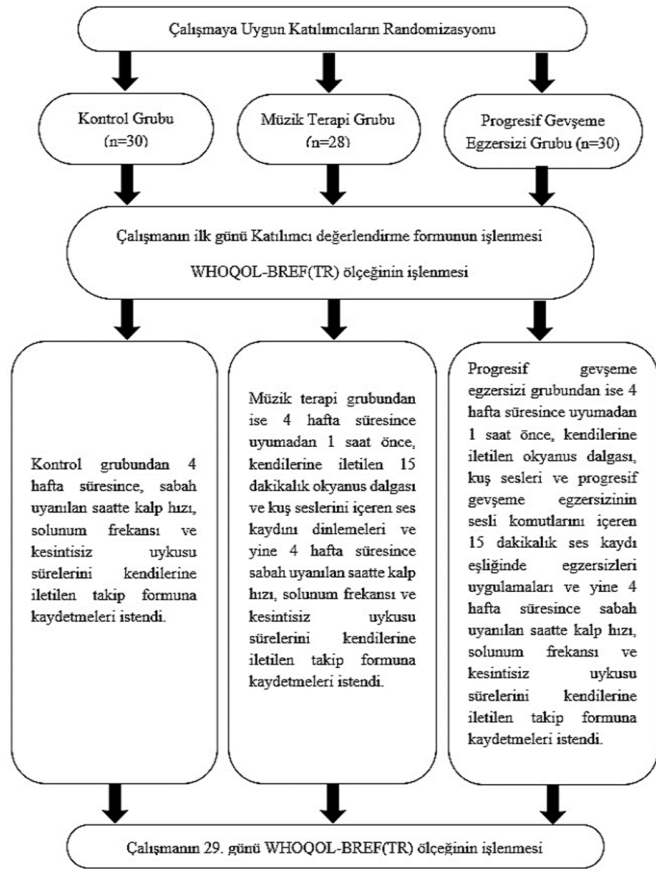 Çalışmaya Uygun Katılımcıların Randomizasyonu
Kontrol Grubu
(n=30)
Müzik Terapi Grubu
(n=28)
Progresif Gevşeme
Egzersizi Grubu (n=30)
Çalışmanın ilk günü Katılımcı değerlendirme formunun işlenmesi
WHOQOL-BREF(TR) ölçeğinin işlenmesi
Kontrol grubundan 4
hafta süresince, sabah
uyanılan saatte kalp hızı,
solunum frekansı ve
kesintisiz uykusu
sürelerini kendilerine
iletilen takip formuna
kaydetmeleri istendi.
Müzik terapi grubundan
ise 4 hafta süresince
uyumadan 1 saat önce,
kendilerine iletilen 15
dakikalık okyanus dalgası
ve kuş seslerini içeren ses
kaydını dinlemeleri ve
yine 4 hafta süresince
sabah uyanılan saatte kalp
hızı, solunum frekansı ve
kesintisiz uykusu
sürelerini kendilerine
iletilen takip formuna
kaydetmeleri istendi.
Progresif gevşeme
egzersizi grubundan ise 4
hafta süresince uyumadan
1 saat önce, kendilerine
iletilen okyanus dalgası,
kuş sesleri ve progresif
gevşeme egzersizinin
sesli komutlarını içeren
15 dakikalık ses kaydı
eşliğinde egzersizleri
uygulamaları ve yine 4
hafta süresince sabah
uyanılan saatte kalp hızı,
solunum frekansı ve
kesintisiz uykusu
sürelerini kendilerine
iletilen takip formuna
kaydetmeleri istendi.
Çalışmanın 29. günü WHOQOL-BREF(TR) ölçeğinin işlenmesi